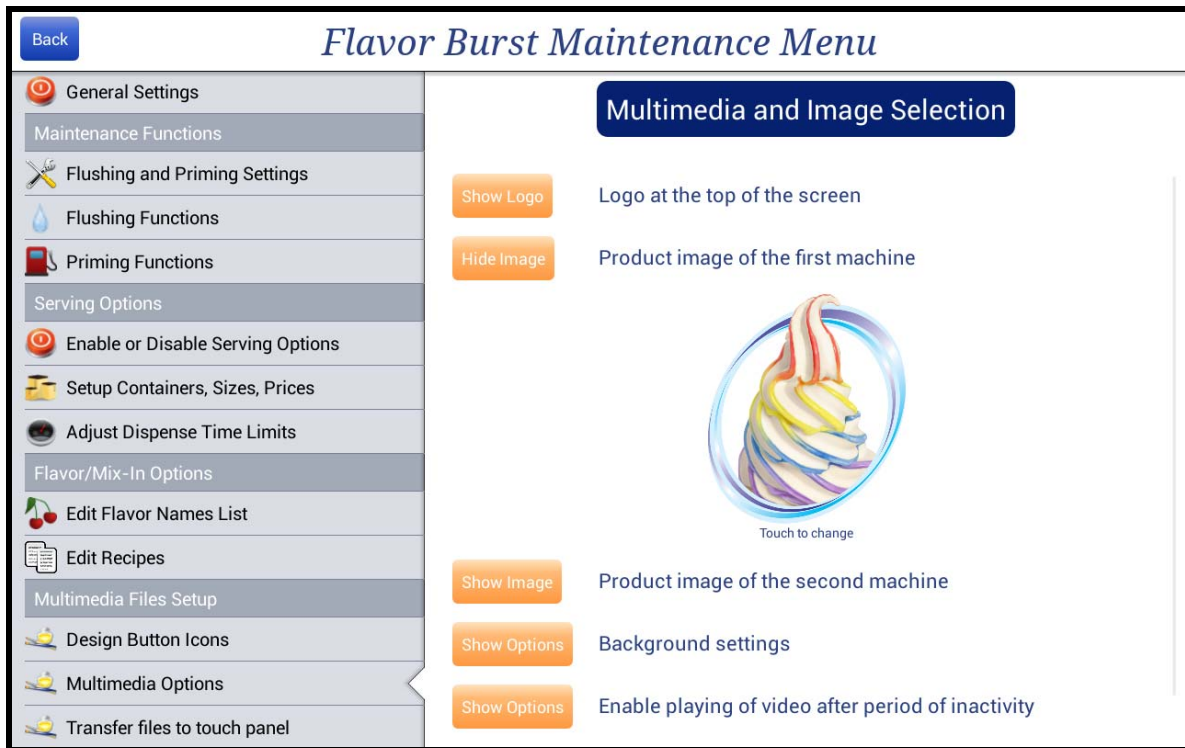 Back
Flavor Burst Maintenance Menu
General Settings
Maintenance Functions
Flushing and Priming Settings
Flushing Functions
Priming Functions
Serving Options
Enable or Disable Serving Options
Setup Containers, Sizes, Prices
Adjust Dispense Time Limits
Flavor/Mix-In Options
Edit Flavor Names List
Edit Recipes
Multimedia Files Setup
Design Button Icons
Multimedia Options
Transfer files to touch panel
Multimedia and Image Selection
Show Logo
Logo at the top of the screen
Hide Image
Product image of the first machine
Touch to change
Show Image
Product image of the second machine
Show Options
Background settings
Show Options
Enable playing of video after period of inactivity